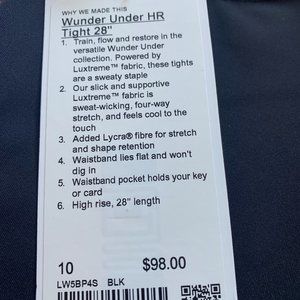 WHY WE MADE THIS
Wunder Under HR
Tight 28"
1. Train, flow and restore in the
versatile Wunder Under
collection. Powered by
Luxtreme™ fabric, these tights
are a sweaty staple
2. Our slick and supportive
Luxtreme™ fabric is
sweat-wicking, four-way
stretch, and feels cool to the
touch
3. Added Lycra® fibre for stretch
and shape retention
4. Waistband lies flat and won't
dig in
5. Waistband pocket holds your key
or card
6. High rise, 28" length
10 $98.00
LW5BP4S BLK